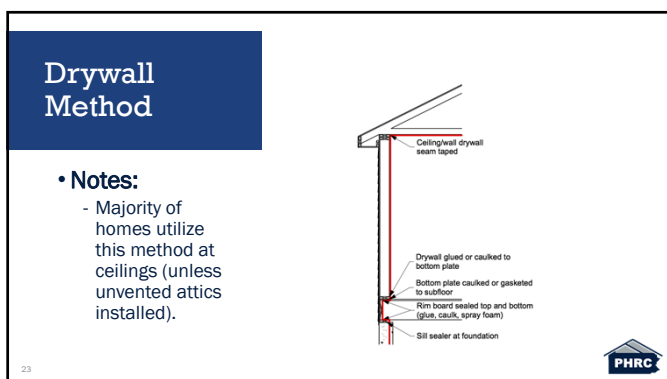 Drywall
Method
• Notes:
- Majority of
homes utilize
this method at
ceilings (unless
unvented attics
installed).
Ceiling/wall drywall
seam taped
Drywall glued or caulked to
bottom plate
Bottom plate caulked or gasketed
to subfloor
Rim board sealed top and bottom
(glue, caulk, spray foam)
Sill sealer at foundation
23
PHRC